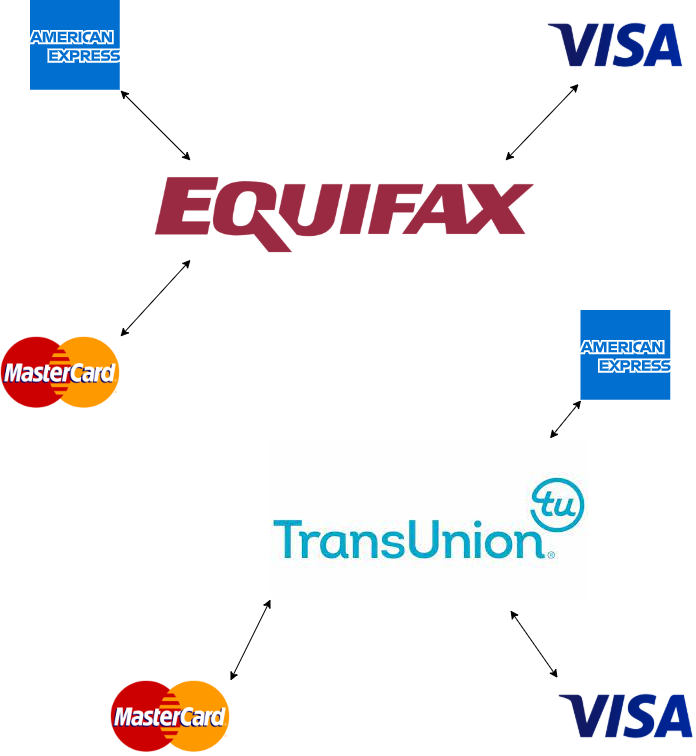 AMERICAN
EXPRESS
VISA
EQUIFAX
MasterCard
AMERICAN
EXPRESS
tu
TransUnion®
MasterCard
VISA